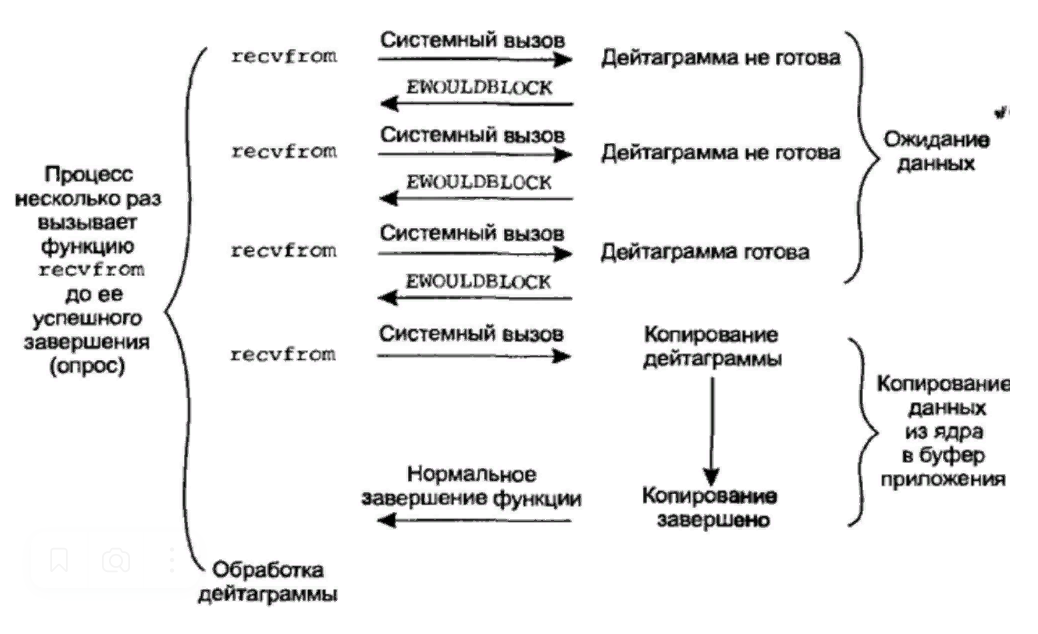 Системный вызов
recvfrom
Дейтаграмма не готова
EWOULDBLOCK
Системный вызов
recvfrom
Дейтаграмма не готова
EWOULDBLOCK
Системный вызов
recvfrom
Дейтаграмма готова
EWOULDBLOCK
Системный вызов
recvfrom
Копирование
дейтаграммы
Нормальное
завершение функции
Копирование
завершено
Обработка
дейтаграммы
Процесс
несколько раз
вызывает
функцию
recvfrom
до ее
успешного
завершения
(опрос)
Ожидание
данных
Копирование
данных
из ядра
в буфер
приложения